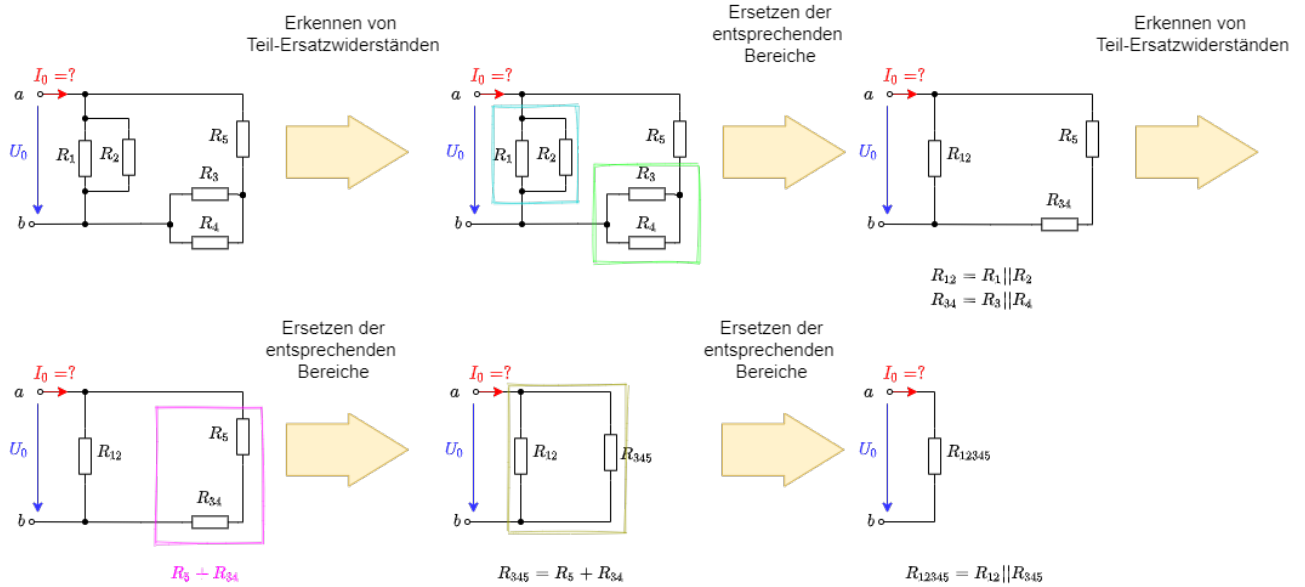 Erkennen von
Teil-Ersatzwiderständen
Ersetzen der
entsprechenden
Bereiche
Erkennen von
Teil-Ersatzwiderständen
I₀ =?
a
U₀
R₁
R₂
R₅
R₃
R₄
b
I₀ =?
a
U₀
R₁
R₂
R₅
R₃
R₄
b
I₀ =?
a
U₀
R₁₂
R₅
R₃₄
b
R₁₂ = R₁||R₂
R₃₄ = R₃||R₄
Ersetzen der
entsprechenden
Bereiche
Ersetzen der
entsprechenden
Bereiche
I₀ =?
a
U₀
R₁₂
R₅
R₃₄
b
R₅ + R₃₄
I₀ =?
a
U₀
R₁₂
R₃₄₅
b
R₃₄₅ = R₅ + R₃₄
I₀ =?
a
U₀
R₁₂₃₄₅
b
R₁₂₃₄₅ = R₁₂||R₃₄₅